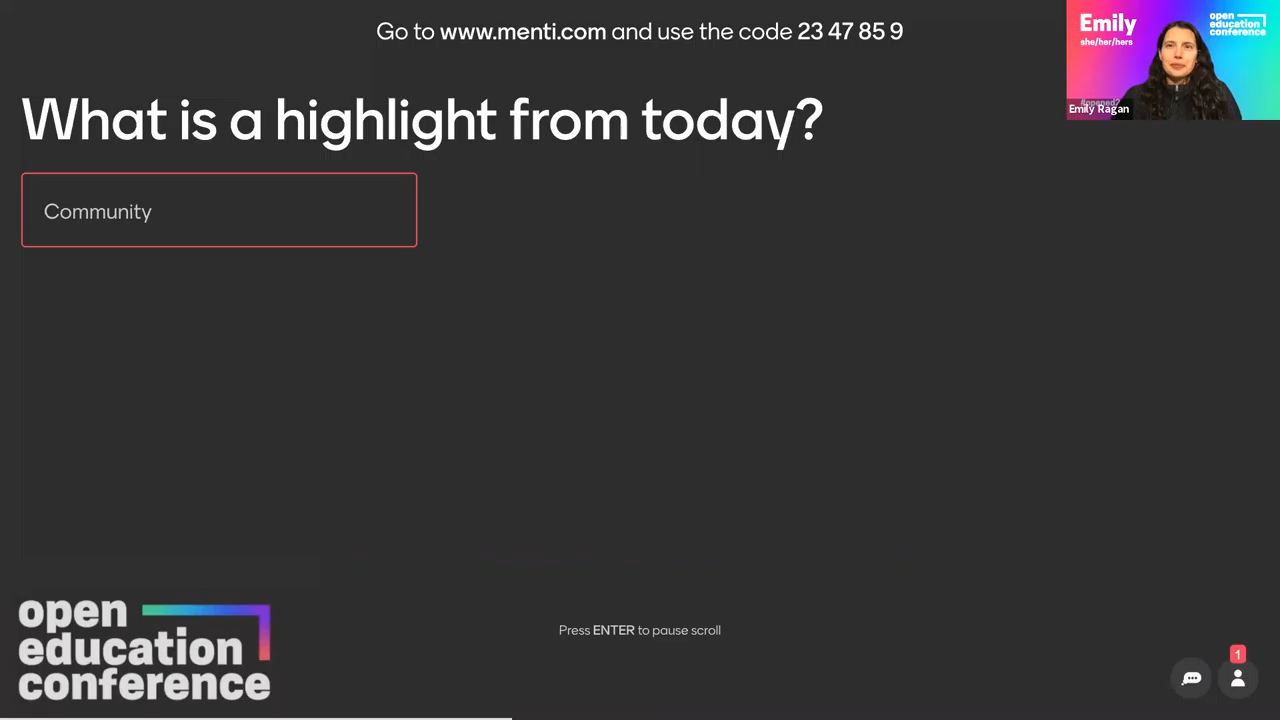 Go to www.menti.com and use the code 23 47 85 9
Emily
she/her/hers
open
education
conference
Emily Ragan
What is a highlight from today?
Community
Press ENTER to pause scroll
open
education
conference
1